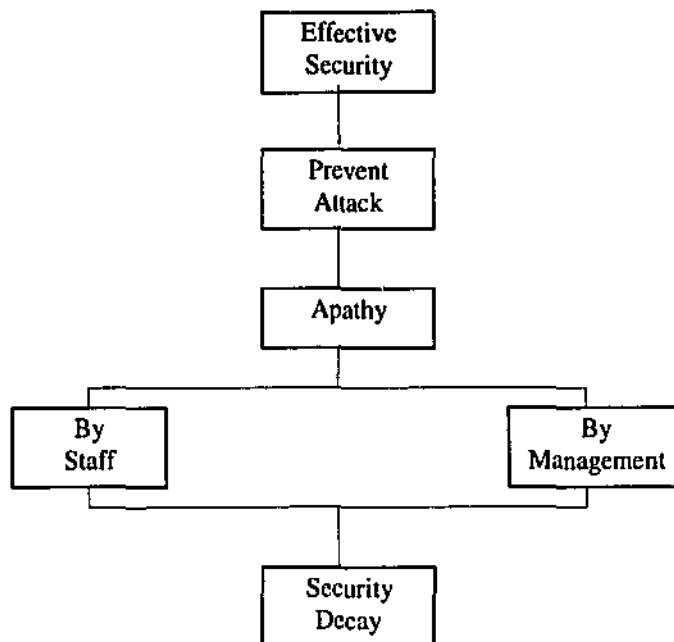 Effective
Security
Prevent
Attack
Apathy
By
Staff
By
Management
Security
Decay